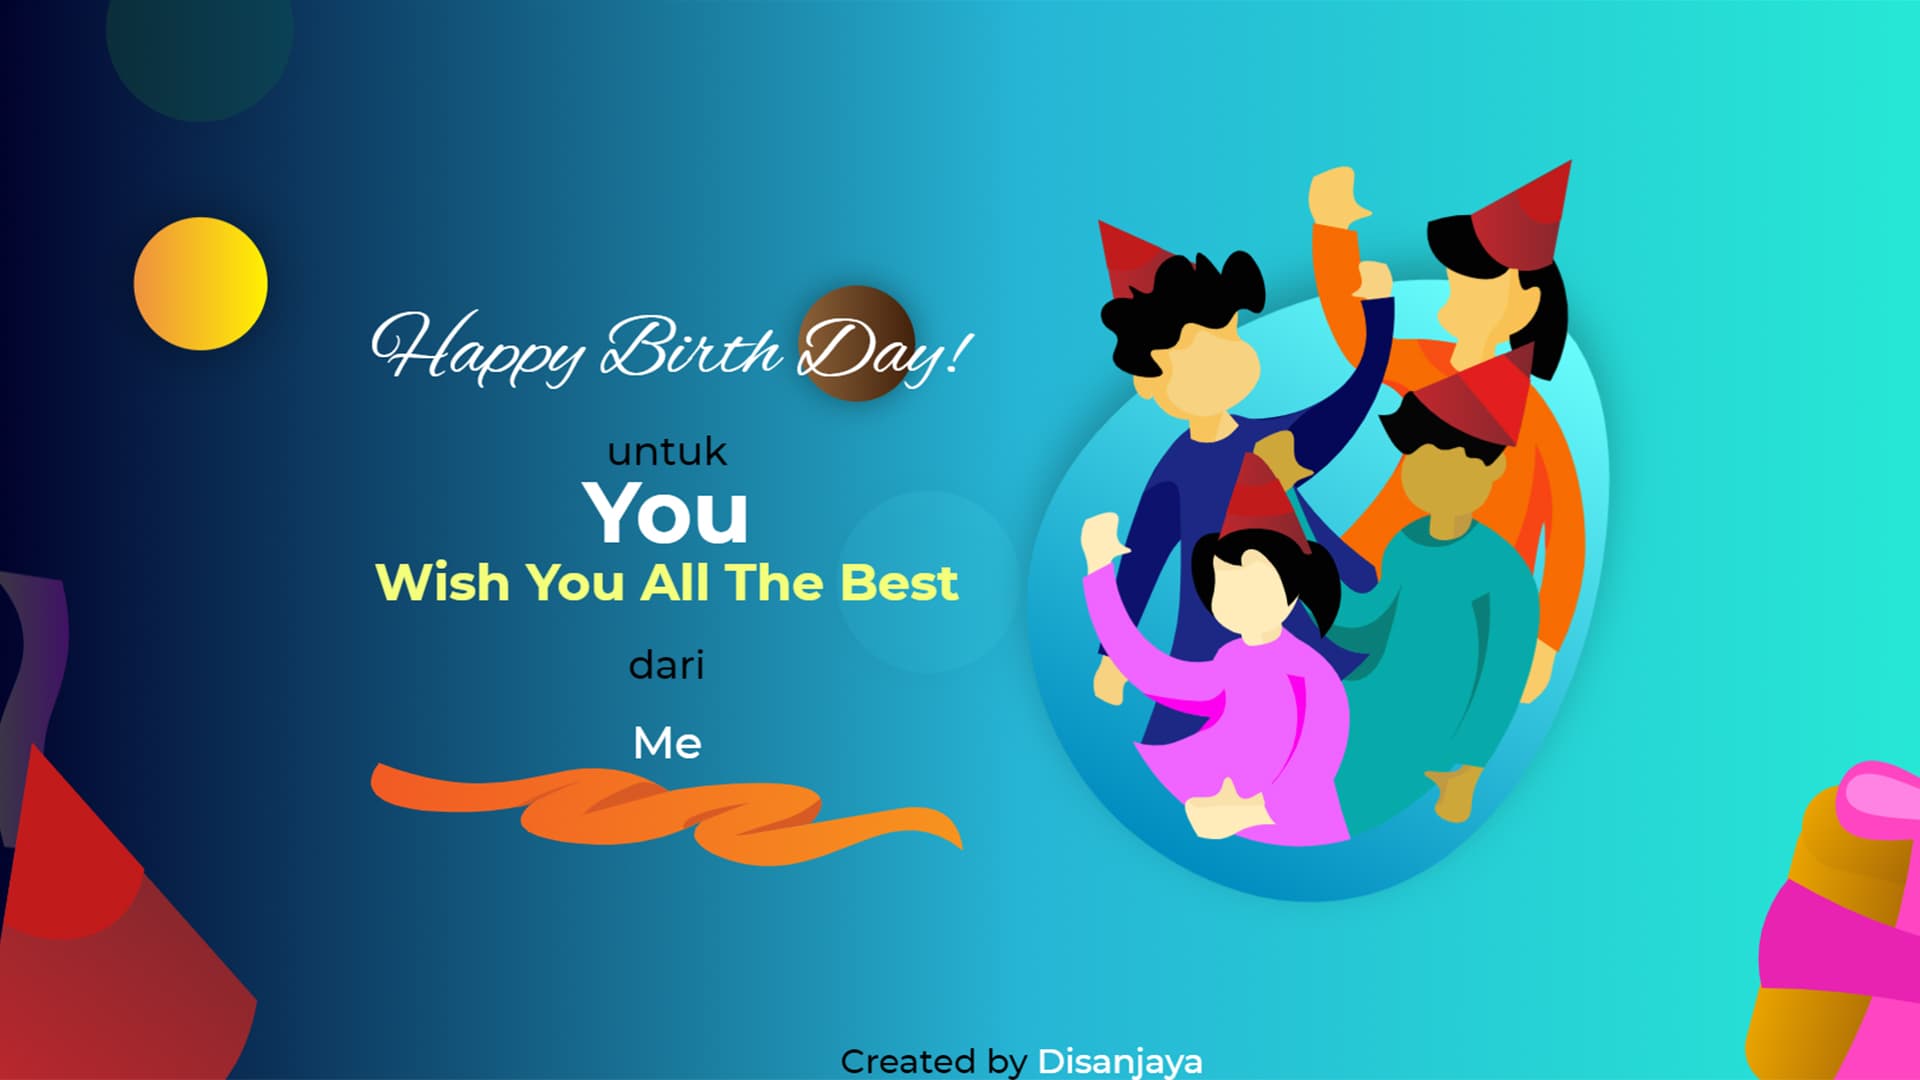 Happy Birth Day!
untuk
You
Wish You All The Best
dari
Me
Created by Disanjaya